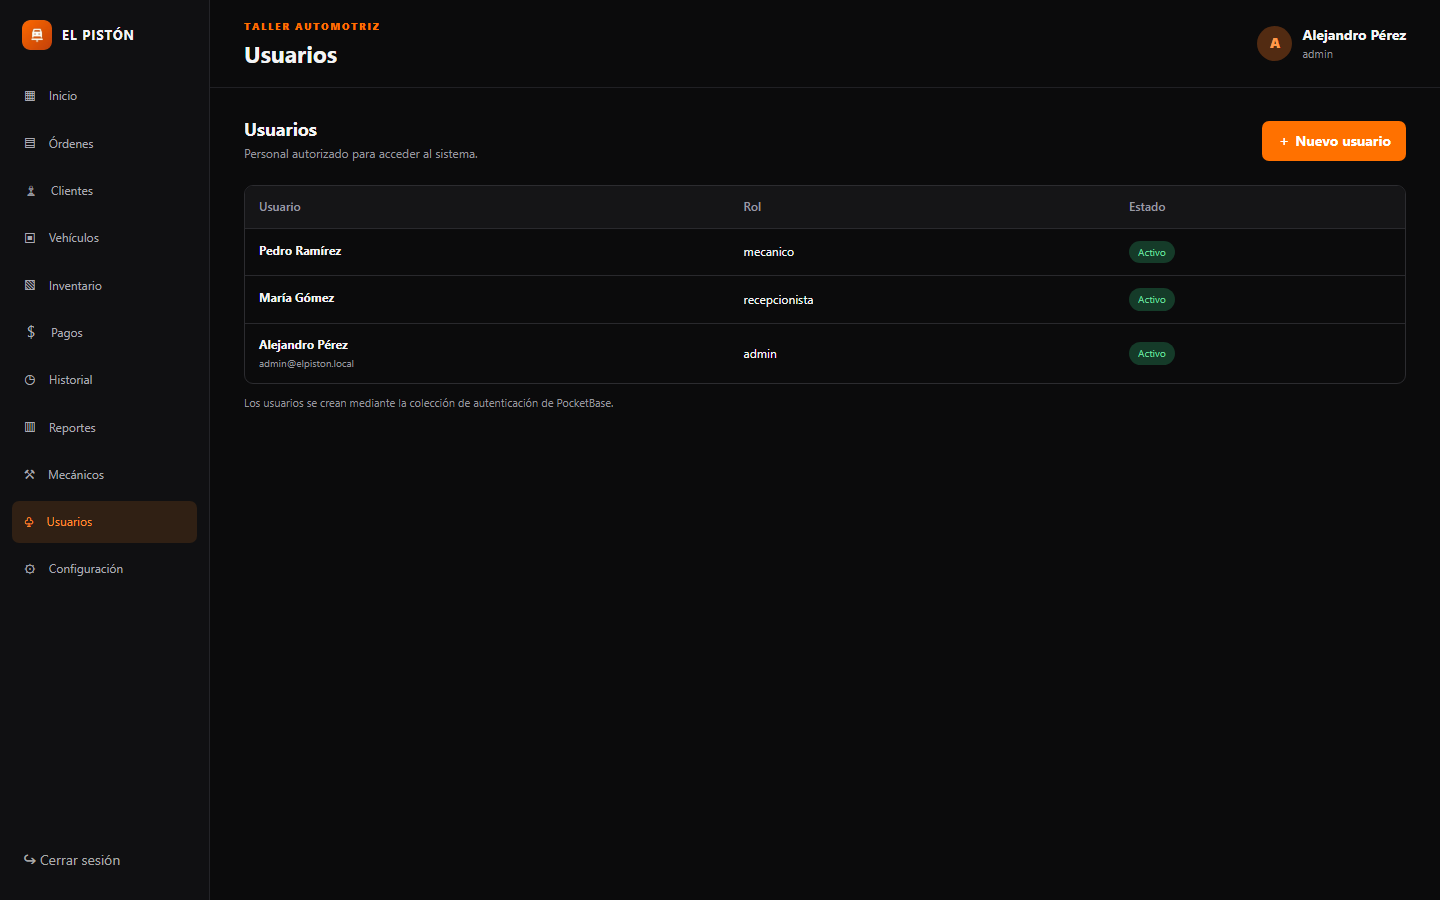 EL PISTÓN
Inicio
Órdenes
Clientes
Vehículos
Inventario
$ Pagos
Historial
Reportes
Mecánicos
Usuarios
Configuración
Cerrar sesión
TALLER AUTOMOTRIZ
Usuarios
A
Alejandro Pérez
admin
Usuarios
Personal autorizado para acceder al sistema.
+ Nuevo usuario
Usuario Rol Estado
Pedro Ramírez mecanico Activo
María Gómez recepcionista Activo
Alejandro Pérez
admin@elpiston.local admin Activo
Los usuarios se crean mediante la colección de autenticación de PocketBase.